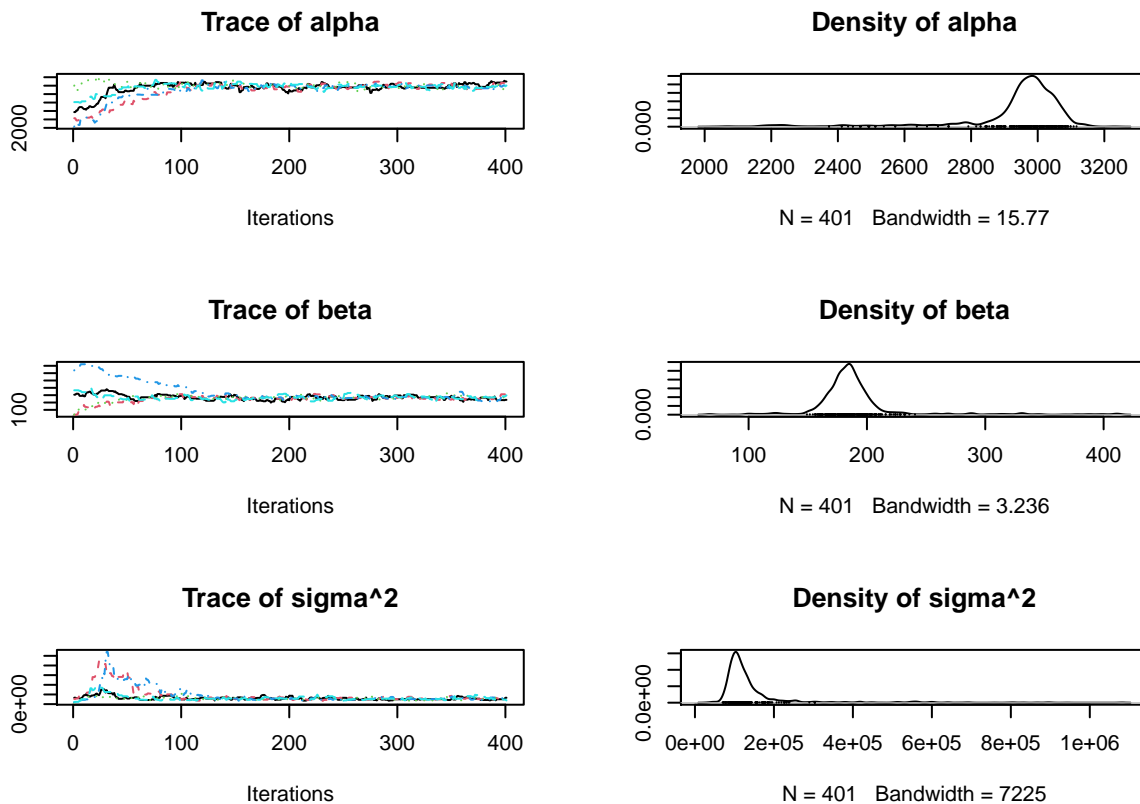 Trace of alpha
2000
0 100 200 300 400
Iterations
Density of alpha
0.000
2000 2200 2400 2600 2800 3000 3200
N = 401 Bandwidth = 15.77
Trace of beta
100
0 100 200 300 400
Iterations
Density of beta
0.000
100 200 300 400
N = 401 Bandwidth = 3.236
Trace of sigma^2
0e+00
0 100 200 300 400
Iterations
Density of sigma^2
0.0e+00
0e+00 2e+05 4e+05 6e+05 8e+05 1e+06
N = 401 Bandwidth = 7225